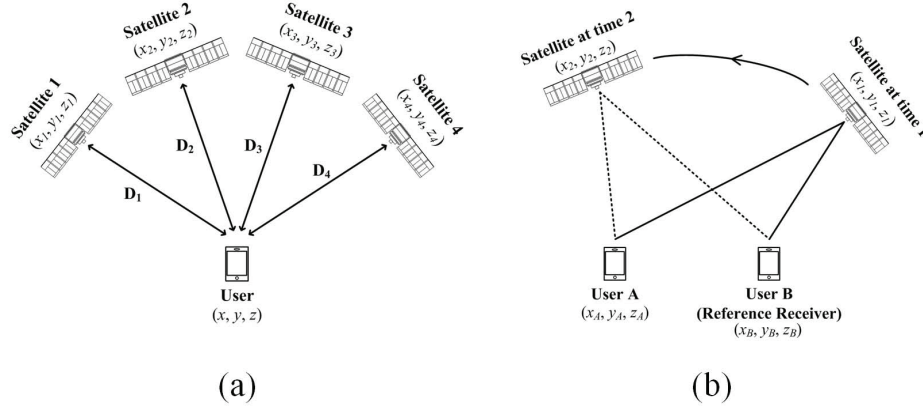 Satellite 1
(x1, y1, z1)
Satellite 2
(x2, y2, z2)
Satellite 3
(x3, y3, z3)
Satellite 4
(x4, y4, z4)
D1
D2
D3
D4
User
(x, y, z)
(a)
Satellite at time 2
(x2, y2, z2)
Satellite at time 1
(x1, y1, z1)
User A
(xA, yA, zA)
User B
(Reference Receiver)
(xB, yB, zB)
(b)